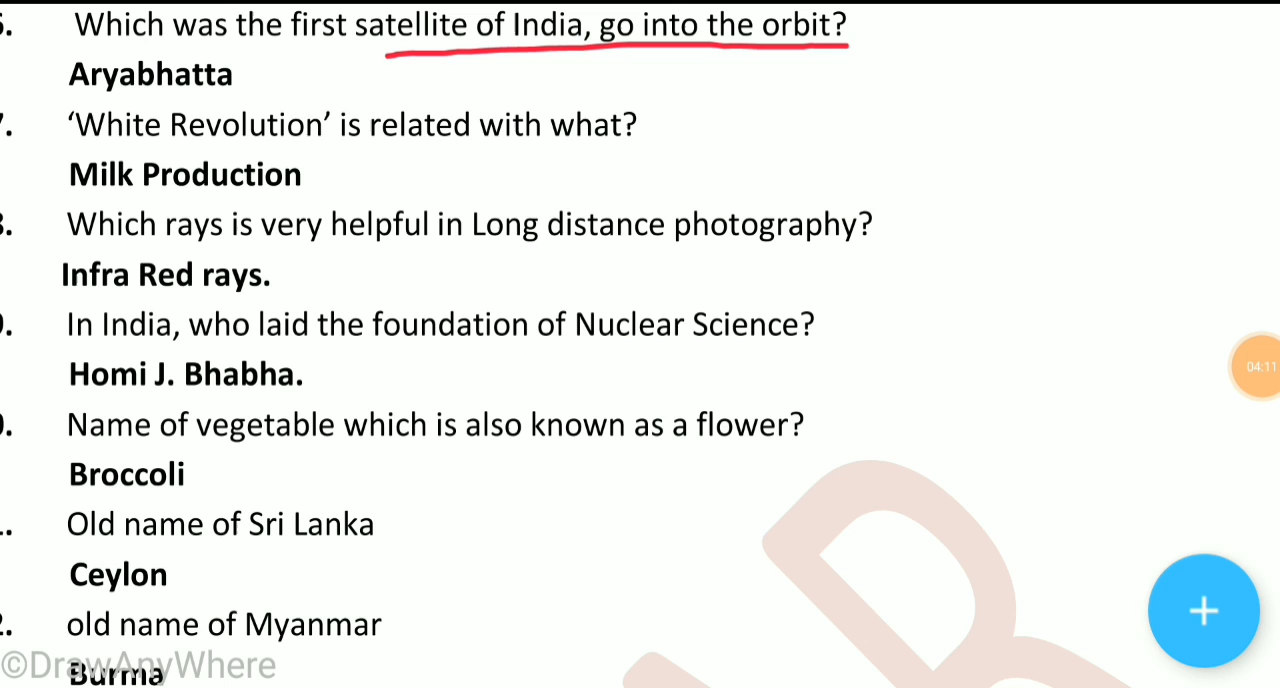 Which was the first satellite of India, go into the orbit?
Aryabhatta
‘White Revolution’ is related with what?
Milk Production
Which rays is very helpful in Long distance photography?
Infra Red rays.
In India, who laid the foundation of Nuclear Science?
Homi J. Bhabha.
04:11
Name of vegetable which is also known as a flower?
Broccoli
Old name of Sri Lanka
Ceylon
+
old name of Myanmar
©DrawAnyWhere
Burma